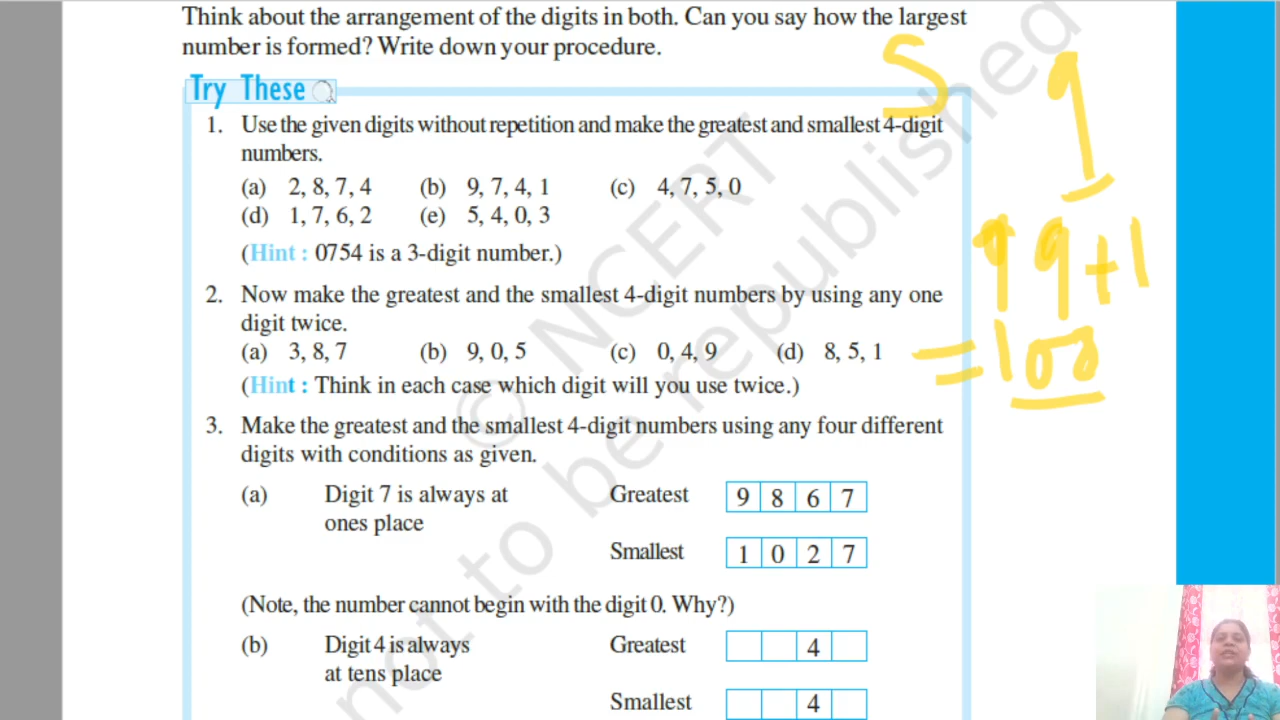 Think about the arrangement of the digits in both. Can you say how the largest
number is formed? Write down your procedure.
Try These
1. Use the given digits without repetition and make the greatest and smallest 4-digit
numbers.
(a) 2, 8, 7, 4 (b) 9, 7, 4, 1 (c) 4, 7, 5, 0
(d) 1, 7, 6, 2 (e) 5, 4, 0, 3
(Hint : 0754 is a 3-digit number.)
2. Now make the greatest and the smallest 4-digit numbers by using any one
digit twice.
(a) 3, 8, 7 (b) 9, 0, 5 (c) 0, 4, 9 (d) 8, 5, 1
(Hint : Think in each case which digit will you use twice.)
3. Make the greatest and the smallest 4-digit numbers using any four different
digits with conditions as given.
(a) Digit 7 is always at Greatest 9 8 6 7
ones place
Smallest 1 0 2 7
(Note, the number cannot begin with the digit 0. Why?)
(b) Digit 4 is always Greatest 4
at tens place
Smallest 4
S
9
99+1
=100
© NCERT
not to be republished